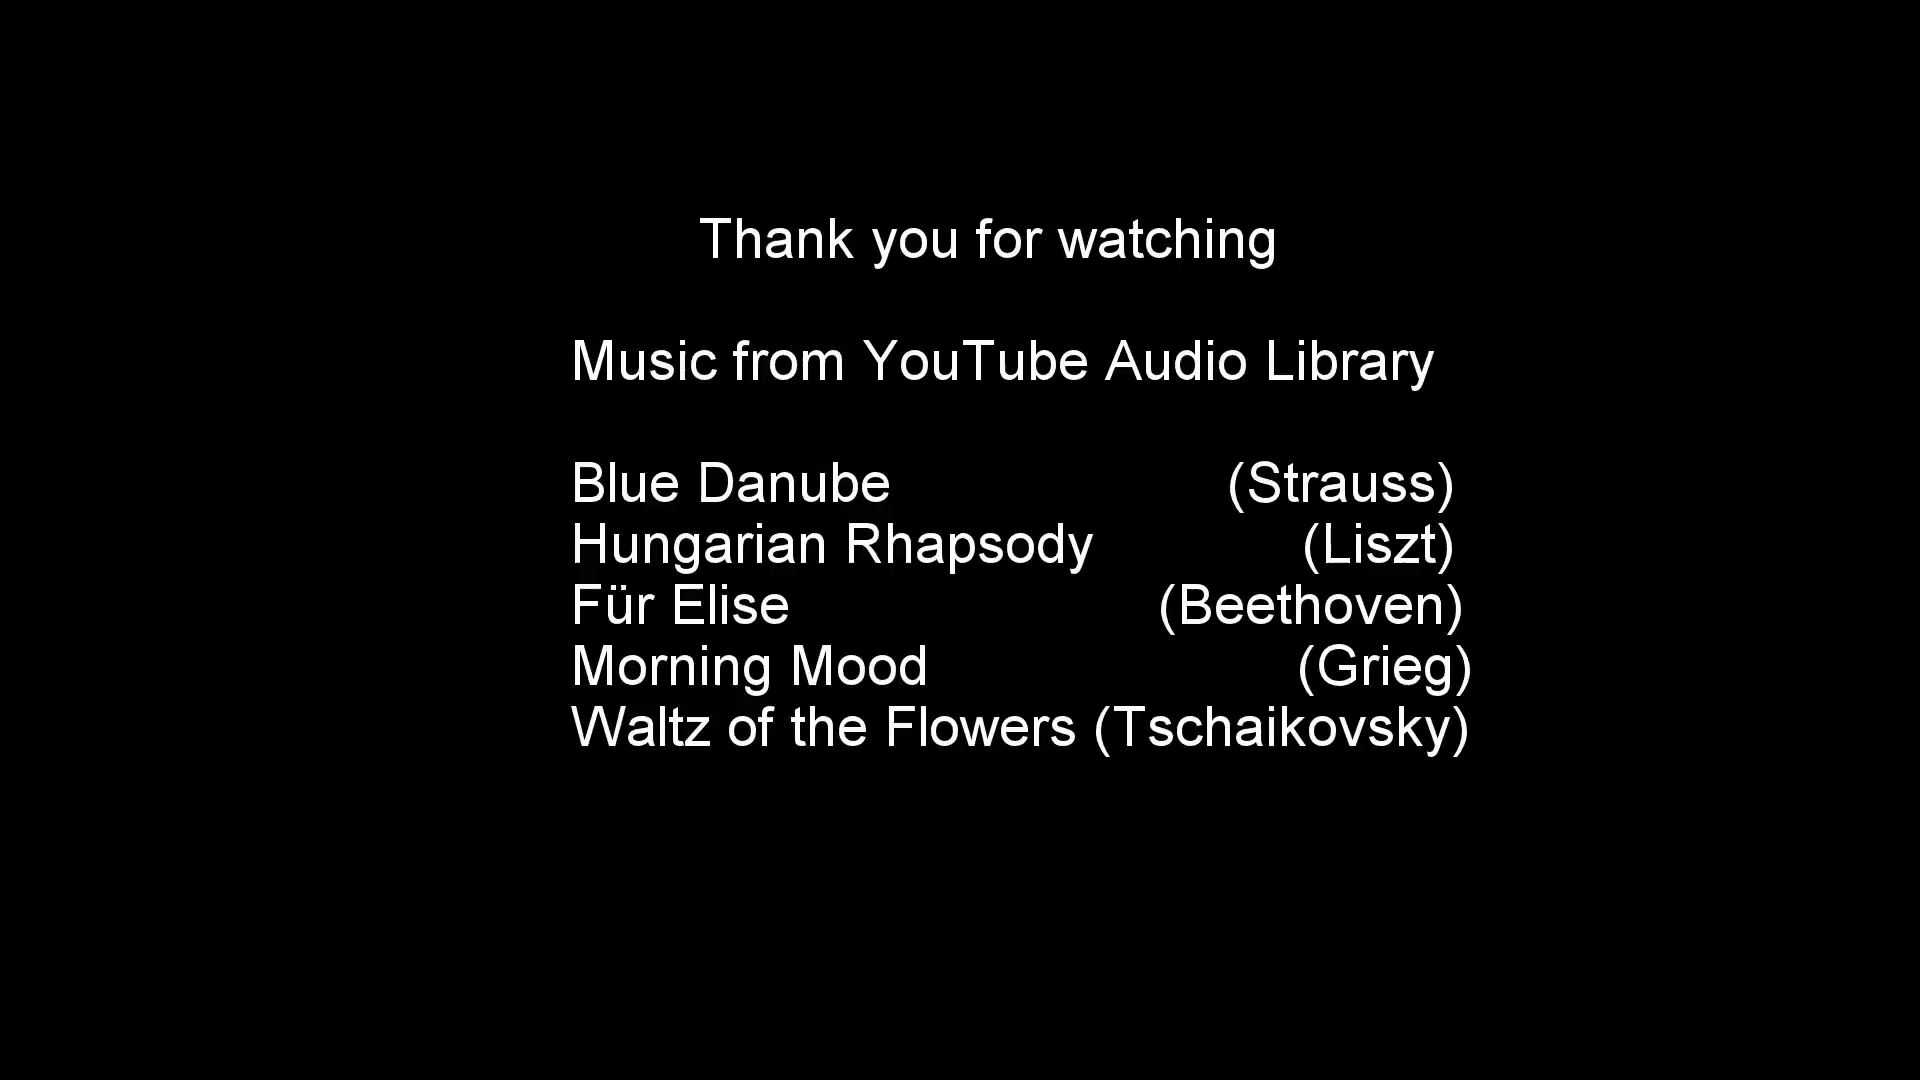 Thank you for watching
Music from YouTube Audio Library
Blue Danube (Strauss)
Hungarian Rhapsody (Liszt)
Für Elise (Beethoven)
Morning Mood (Grieg)
Waltz of the Flowers (Tschaikovsky)